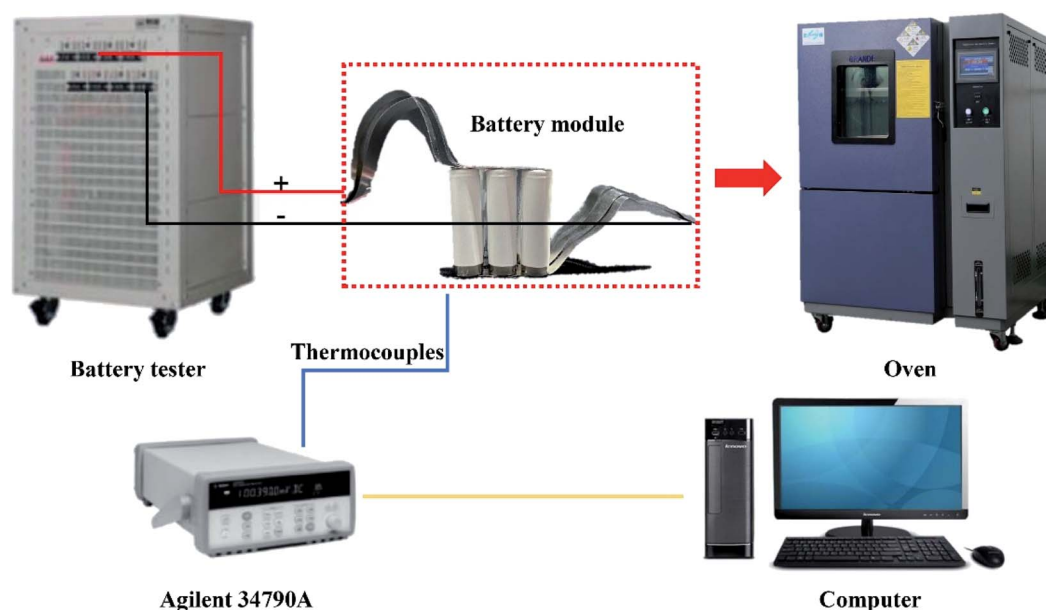 Battery module
+
-
Battery tester
Thermocouples
Oven
Agilent 34790A
Computer